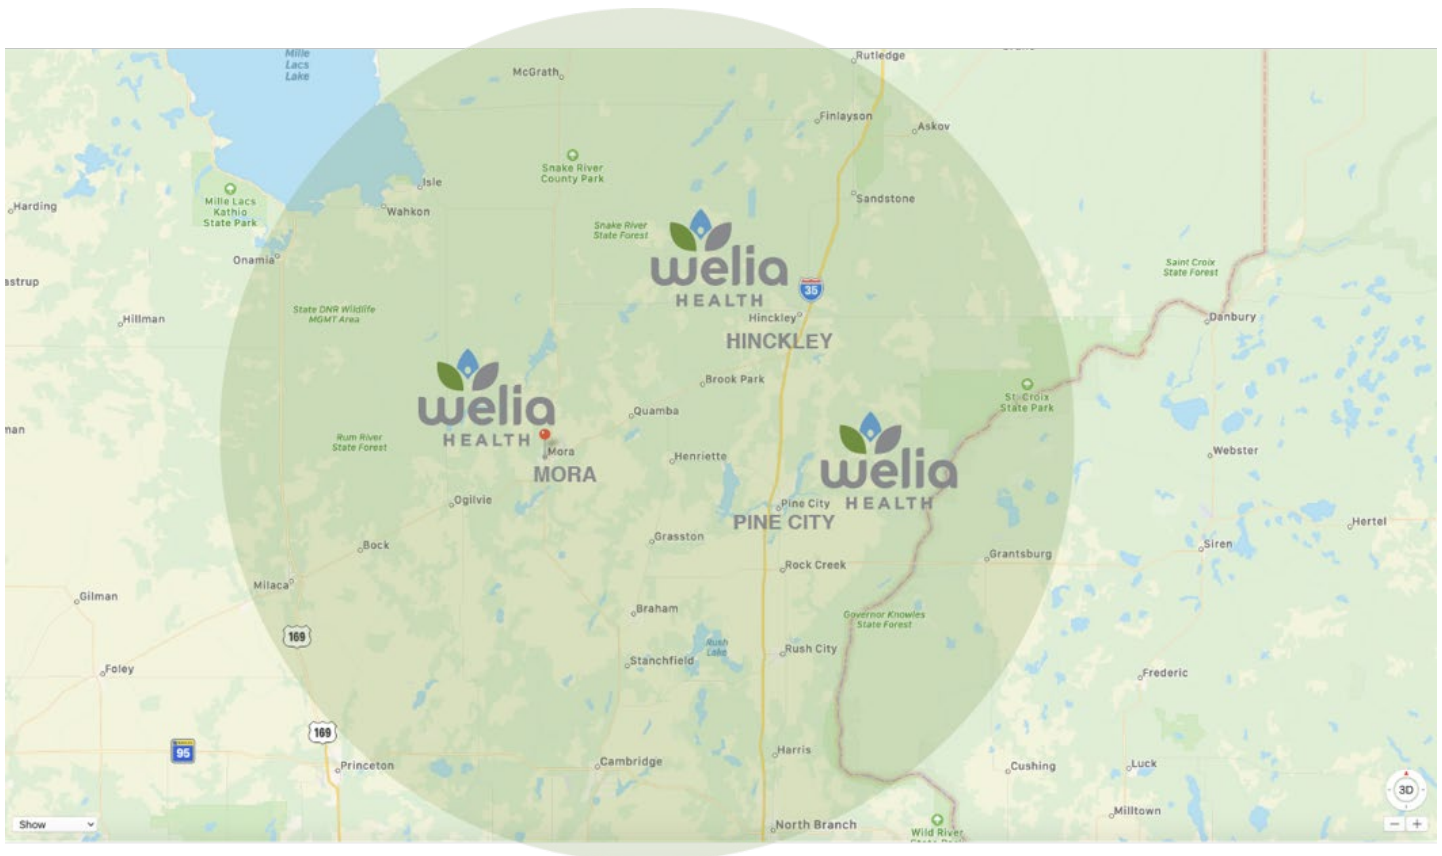 Mille
Lacs
Lake
McGrath
Rutledge
Finlayson
Askov
Snake River
County Park
Isle
Mille Lacs
Kathio
State Park
Harding
Wahkon
Sandstone
Snake River
State Forest
Onamia
welia
HEALTH
35
Saint Croix
State Forest
astrup
State DNR Wildlife
MGMT Area
Hillman
Hinckley
HINCKLEY
Danbury
Brook Park
welia
HEALTH
Quamba
St. Croix
State Park
man
Rum River
State Forest
Mora
MORA
Henriette
welia
HEALTH
Webster
Ogilvie
Pine City
PINE CITY
Hertel
Bock
Grasston
Siren
Grantsburg
Milaca
Rock Creek
Gilman
Braham
Governor Knowles
State Forest
169
Rush
Lake
Rush City
Stanchfield
Foley
Frederic
169
95
Harris
Princeton
Cambridge
Cushing
Luck
3D
Milltown
Show
North Branch
Wild River
− +